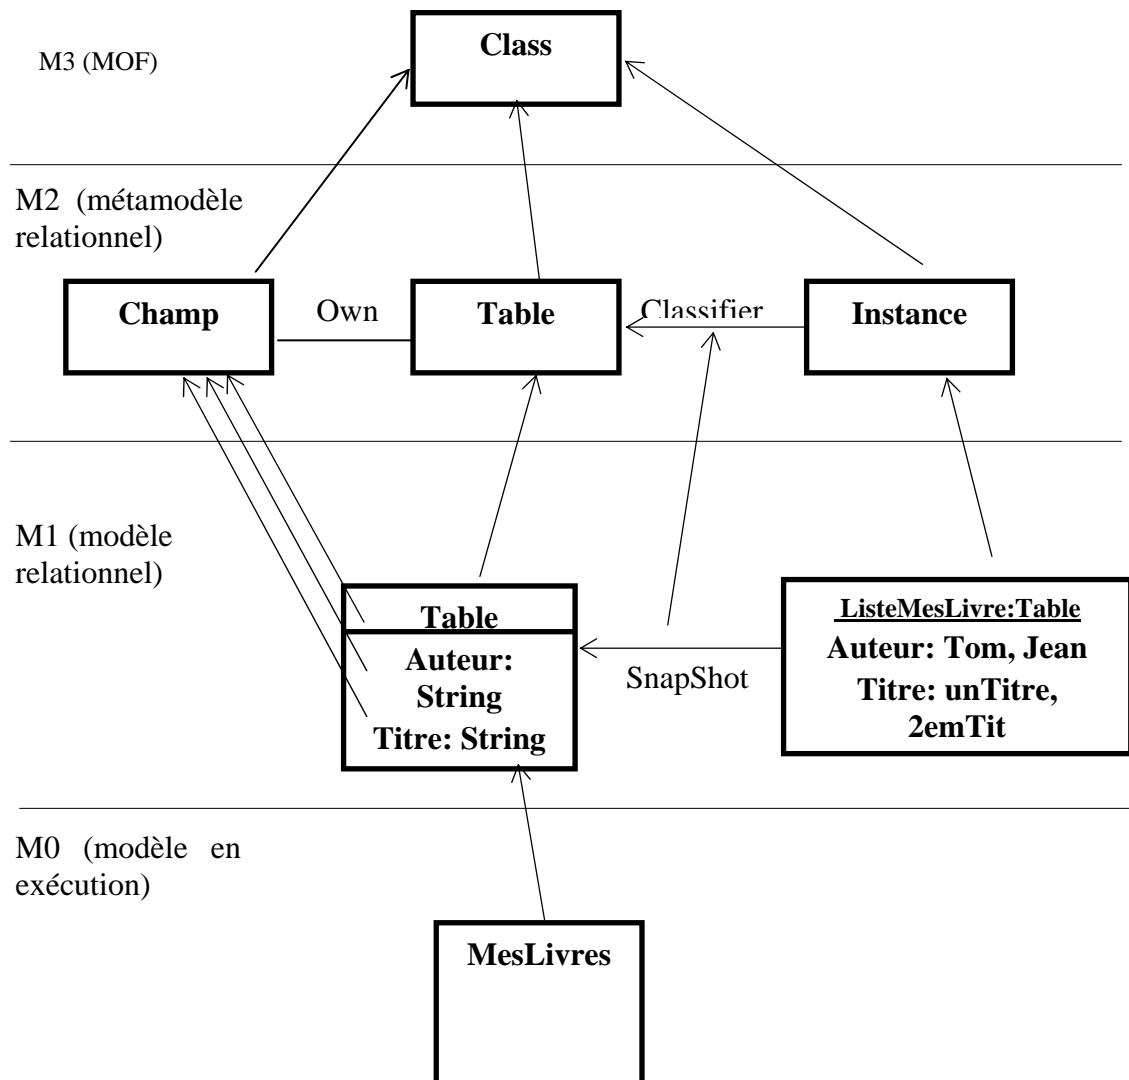 Class
M3 (MOF)
M2 (métamodèle
relationnel)
Champ
Own
Table
Classifier
Instance
M1 (modèle
relationnel)
Table
Auteur:
String
Titre: String
SnapShot
ListeMesLivre:Table
Auteur: Tom, Jean
Titre: unTitre,
2emTit
M0 (modèle en
exécution)
MesLivres